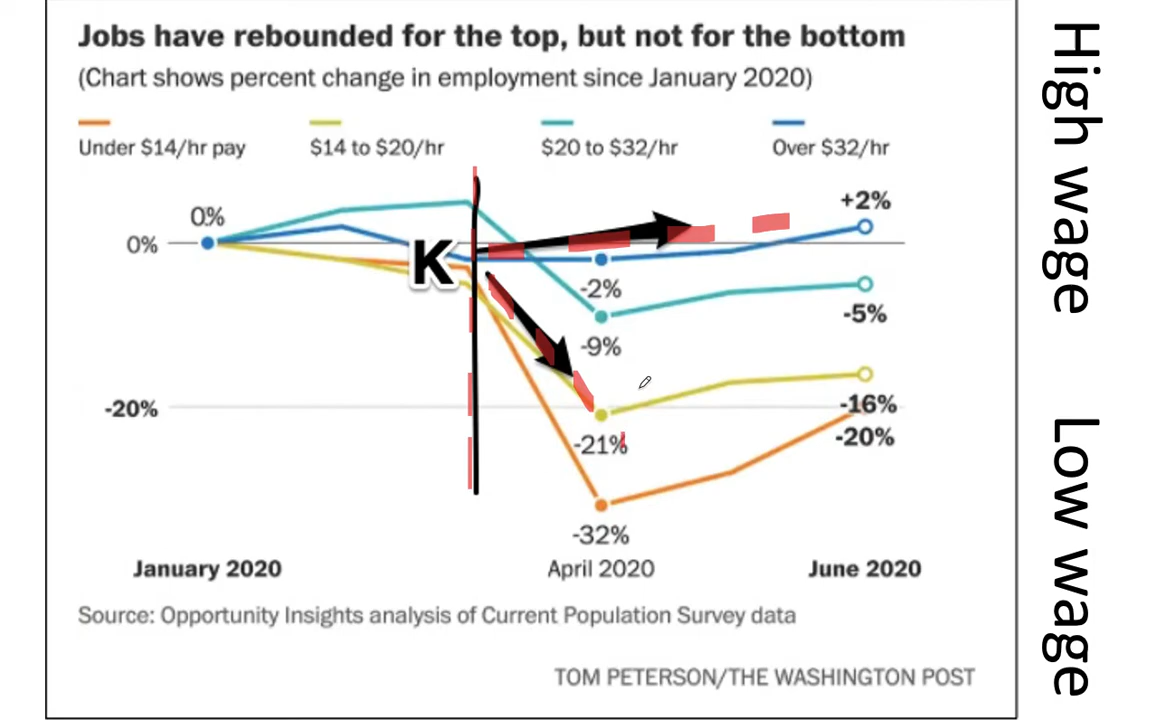 Jobs have rebounded for the top, but not for the bottom
(Chart shows percent change in employment since January 2020)
Under $14/hr pay
$14 to $20/hr
$20 to $32/hr
Over $32/hr
+2%
0%
0%
K
-2%
-5%
-9%
-20%
-16%
-20%
-21%
-32%
January 2020
April 2020
June 2020
Source: Opportunity Insights analysis of Current Population Survey data
TOM PETERSON/THE WASHINGTON POST
High wage
Low wage